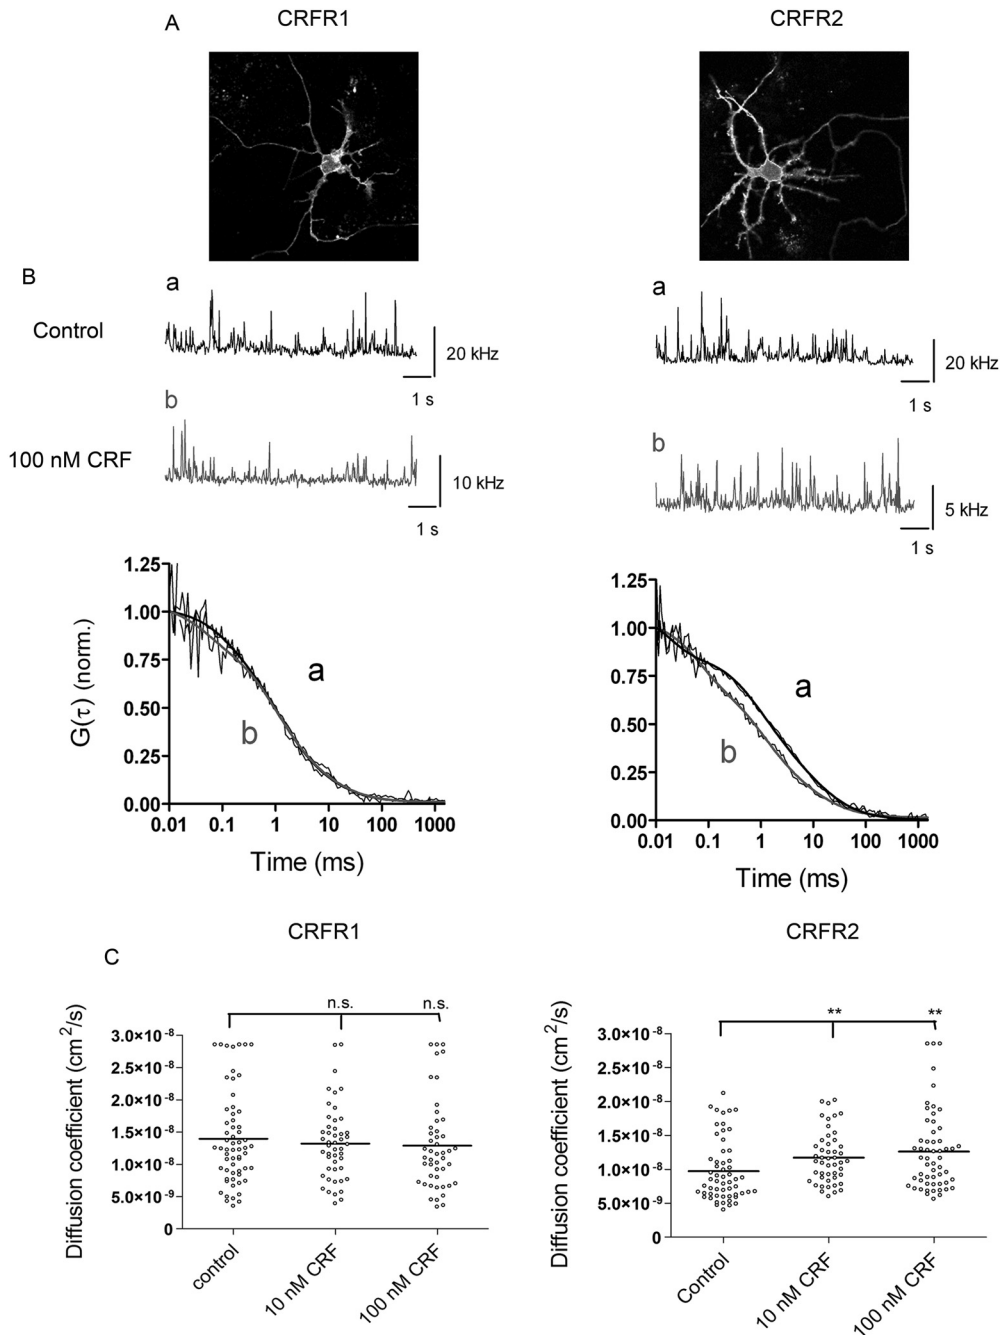 A
CRFR1
CRFR2
B
a
a
Control
20 kHz
20 kHz
1 s
1 s
b
b
100 nM CRF
10 kHz
5 kHz
1 s
1 s
1.25
1.00
0.75
0.50
0.25
0.00
G(τ) (norm.)
a
b
0.01 0.1 1 10 100 1000
Time (ms)
1.25
1.00
0.75
0.50
0.25
0.00
a
b
0.01 0.1 1 10 100 1000
Time (ms)
C
CRFR1
CRFR2
n.s.
n.s.
3.0×10⁻⁸
2.5×10⁻⁸
2.0×10⁻⁸
1.5×10⁻⁸
1.0×10⁻⁸
5.0×10⁻⁹
0
Diffusion coefficient (cm²/s)
control
10 nM CRF
100 nM CRF
**
**
3.0×10⁻⁸
2.5×10⁻⁸
2.0×10⁻⁸
1.5×10⁻⁸
1.0×10⁻⁸
5.0×10⁻⁹
0
Diffusion coefficient (cm²/s)
Control
10 nM CRF
100 nM CRF